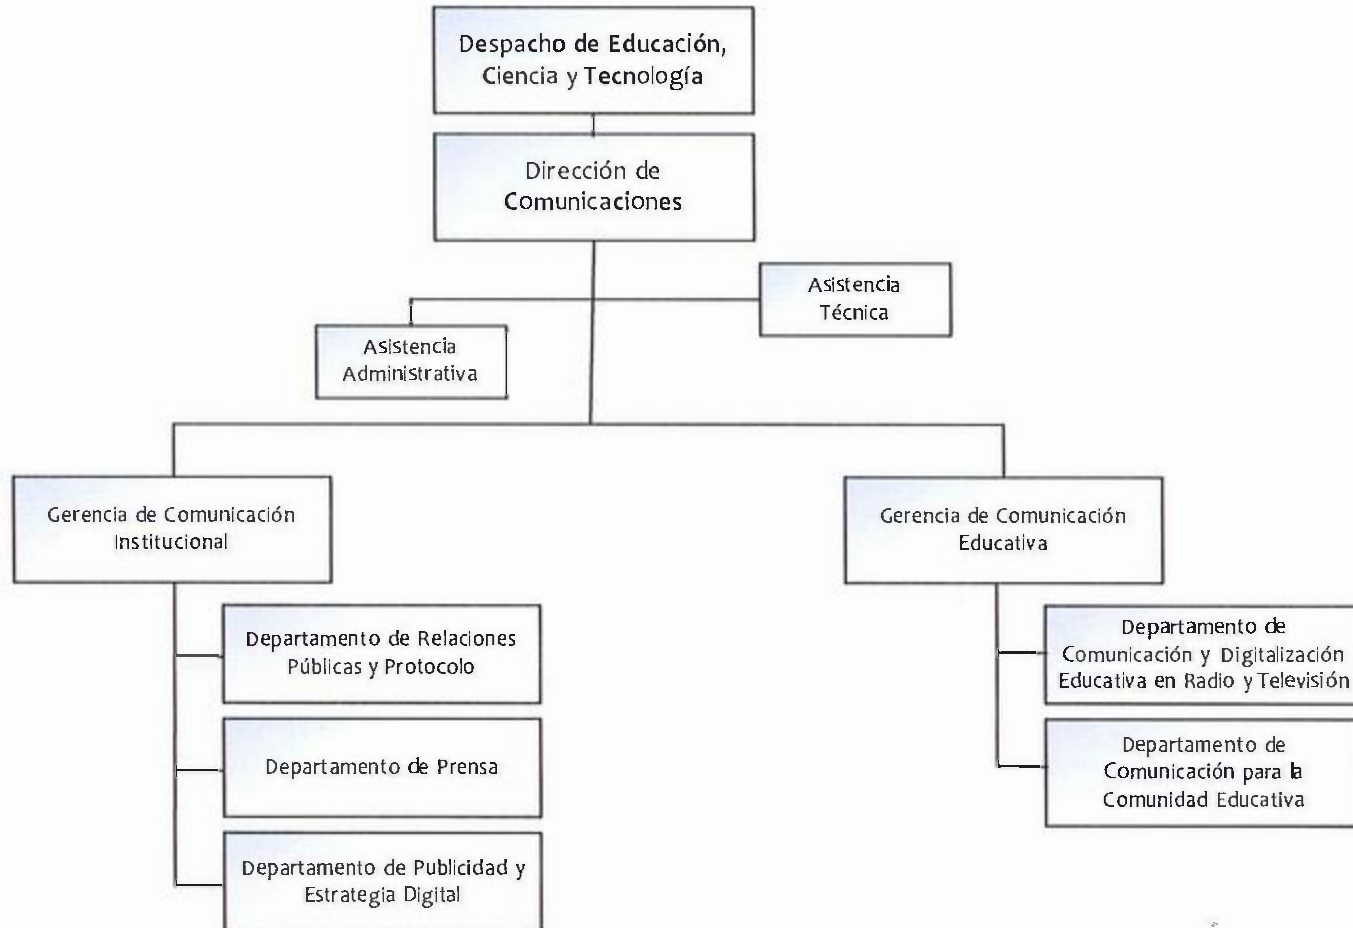 Despacho de Educación,
Ciencia y Tecnología
Dirección de
Comunicaciones
Asistencia
Técnica
Asistencia
Administrativa
Gerencia de Comunicación
Institucional
Departamento de Relaciones
Públicas y Protocolo
Departamento de Prensa
Departamento de Publicidad y
Estrategia Digital
Gerencia de Comunicación
Educativa
Departamento de
Comunicación y Digitalización
Educativa en Radio y Televisión
Departamento de
Comunicación para la
Comunidad Educativa